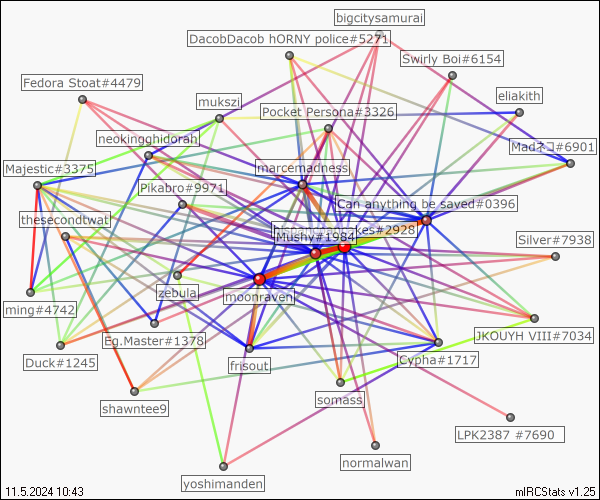 bigcitysamurai
DacobDacob hORNY police#5271
Swirly Boi#6154
Fedora Stoat#4479
eliakith
mukszi
Pocket Persona#3326
neokingghidorah
Madネコ#6901
Majestic#3375
marcemadness
Pikabro#9971
Can anything be saved#0396
thesecondtwat
kes#2928
Mushy#1984
Silver#7938
zebula
moonraven
ming#4742
Eg.Master#1378
JKOUYH VIII#7034
Duck#1245
frisout
Cypha#1717
somass
shawntee9
LPK2387 #7690
normalwan
yoshimanden
11.5.2024 10:43
mIRCStats v1.25